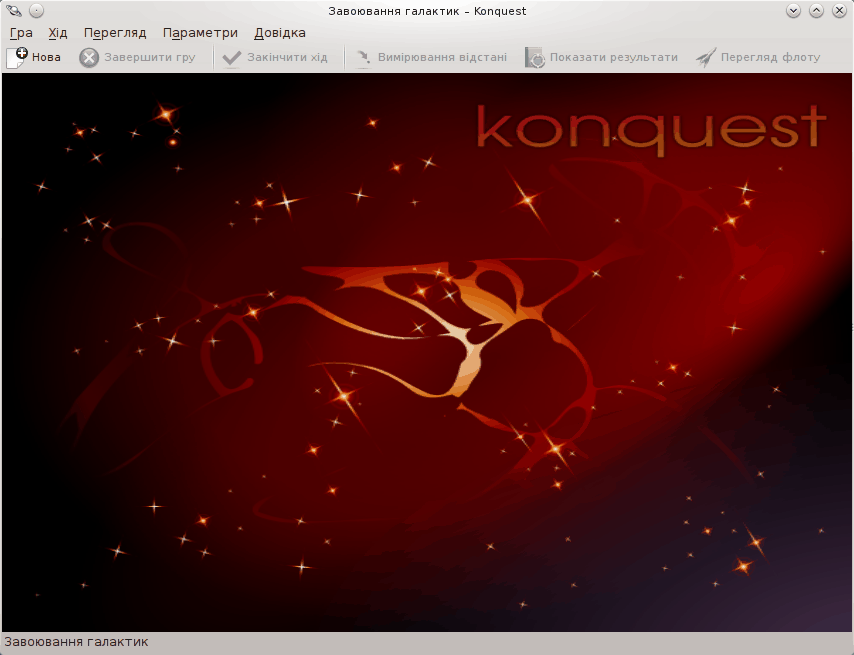 Завоювання галактик – Konquest
Гра Хід Перегляд Параметри Довідка
Нова Завершити гру Закінчити хід Вимірювання відстані Показати результати Перегляд флоту
konquest
Завоювання галактик